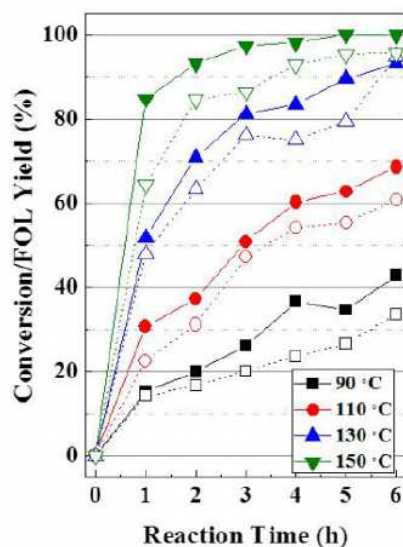 Conversion/FOL Yield (%)
100
80
60
40
20
0
90 °C
110 °C
130 °C
150 °C
0 1 2 3 4 5 6
Reaction Time (h)